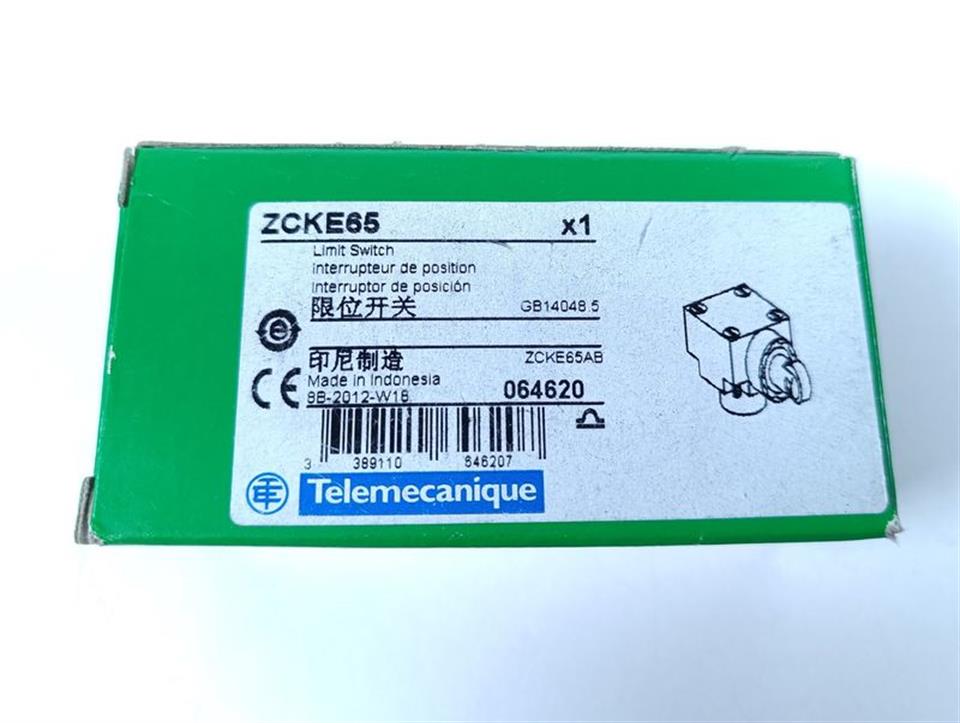 ZCKE65 x1
Limit Switch
Interrupteur de position
Interruptor de posición
限位开关 GB14048.5
印尼制造 ZCKE65AB
Made in Indonesia 064620
8B-2012-W18
3 389110 646207
Telemecanique